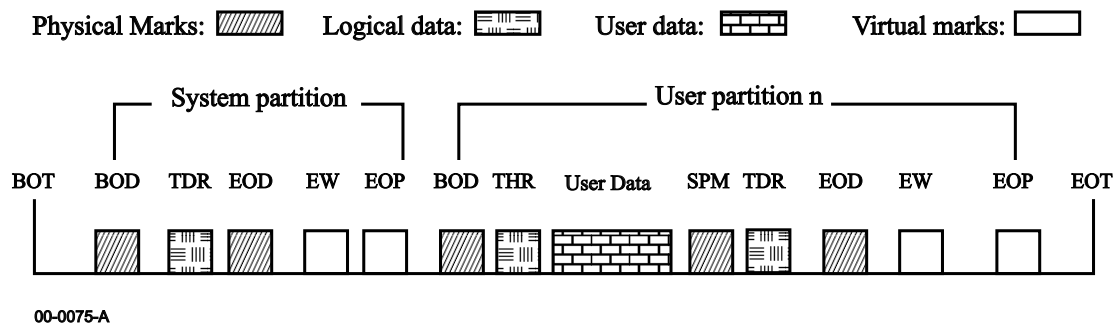 Physical Marks: Logical data: User data: Virtual marks:
System partition User partition n
BOT BOD TDR EOD EW EOP BOD THR User Data SPM TDR EOD EW EOP EOT
00-0075-A